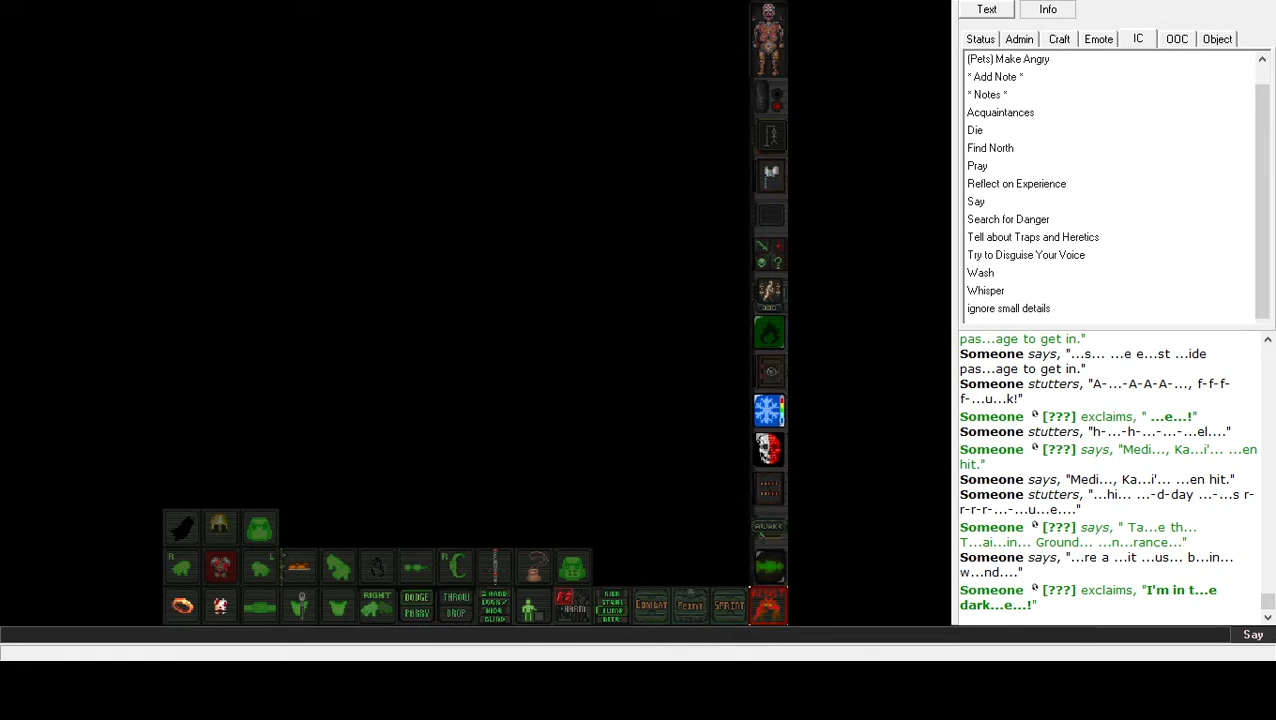 Text Info
Status Admin Craft Emote IC OOC Object
(Pets) Make Angry
* Add Note *
* Notes *
Acquaintances
Die
Find North
Pray
Reflect on Experience
Say
Search for Danger
Tell about Traps and Heretics
Try to Disguise Your Voice
Wash
Whisper
ignore small details
pas...age to get in."
Someone says, "...s... ...e e...st ...ide
pas...age to get in."
Someone stutters, "A-...-A-A-A-..., f-f-f-
f-...u...k!"
Someone [???] exclaims, " ...e...!"
Someone stutters, "h-...-h-...-...-...el...."
Someone [???] says, "Medi..., Ka...i'... ...en
hit."
Someone says, "Medi..., Ka...i'... ...en hit."
Someone stutters, "...hi... ...-d-day ...-...s r-
r-r-r-...-...u...e...."
Someone [???] says, " Ta...e th...
T...ai...in... Ground... ...n...rance..."
Someone says, "...re a ...it ...us... b...in...
w...nd...."
Someone [???] exclaims, "I'm in t...e
dark...e...!"
R L
R
RIGHT
DODGE
PARRY
THROW
DROP
COMBAT
FEINT
SPRINT
Say